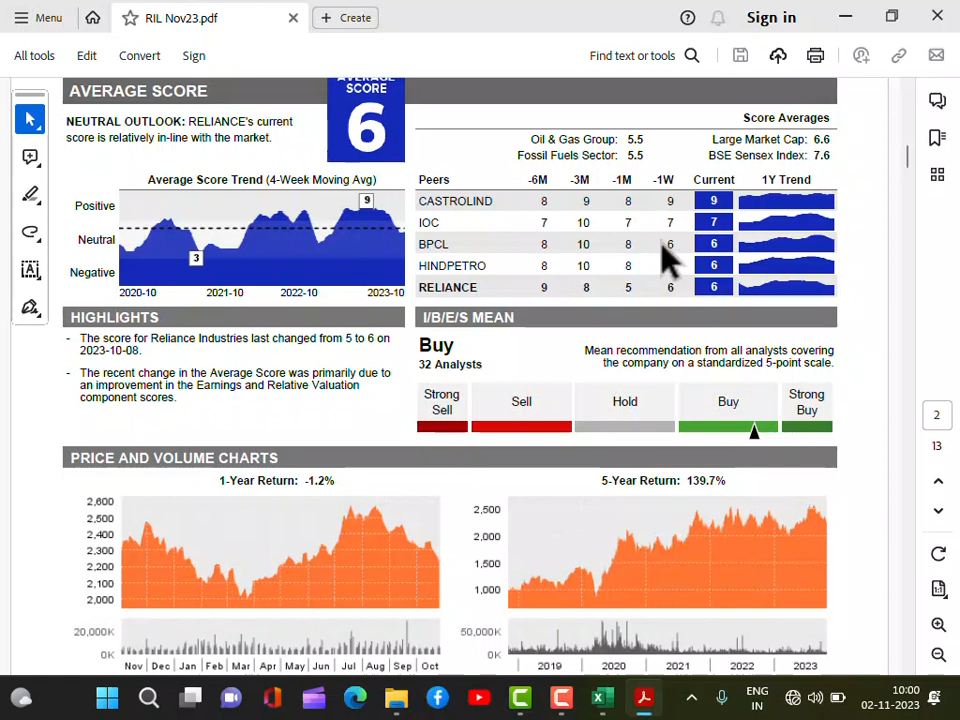 Menu
RIL Nov23.pdf
Create
Sign in
All tools
Edit
Convert
Sign
Find text or tools
AVERAGE SCORE
AVERAGE
SCORE
6
NEUTRAL OUTLOOK: RELIANCE's current
score is relatively in-line with the market.
Average Score Trend (4-Week Moving Avg)
Positive
Neutral
Negative
9
3
2020-10 2021-10 2022-10 2023-10
Score Averages
Oil & Gas Group: 5.5 Large Market Cap: 6.6
Fossil Fuels Sector: 5.5 BSE Sensex Index: 7.6
Peers -6M -3M -1M -1W Current 1Y Trend
CASTROLIND 8 9 8 9 9
IOC 7 10 7 7 7
BPCL 8 10 8 6 6
HINDPETRO 8 10 8 6
RELIANCE 9 8 5 6 6
HIGHLIGHTS
- The score for Reliance Industries last changed from 5 to 6 on
2023-10-08.
- The recent change in the Average Score was primarily due to
an improvement in the Earnings and Relative Valuation
component scores.
I/B/E/S MEAN
Buy
32 Analysts
Mean recommendation from all analysts covering
the company on a standardized 5-point scale.
Strong
Sell
Sell
Hold
Buy
Strong
Buy
PRICE AND VOLUME CHARTS
1-Year Return: -1.2%
2,600
2,500
2,400
2,300
2,200
2,100
2,000
20,000K
0K
Nov Dec Jan Feb Mar Apr May Jun Jul Aug Sep Oct
5-Year Return: 139.7%
2,500
2,000
1,500
1,000
50,000K
0K
2019 2020 2021 2022 2023
2
13
1:1
ENG
IN
10:00
02-11-2023